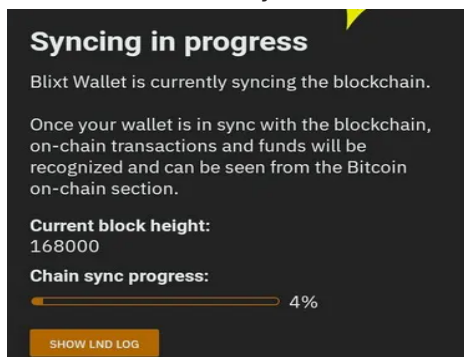 Syncing in progress
Blixt Wallet is currently syncing the blockchain.
Once your wallet is in sync with the blockchain,
on-chain transactions and funds will be
recognized and can be seen from the Bitcoin
on-chain section.
Current block height:
168000
Chain sync progress:
4%
SHOW LND LOG